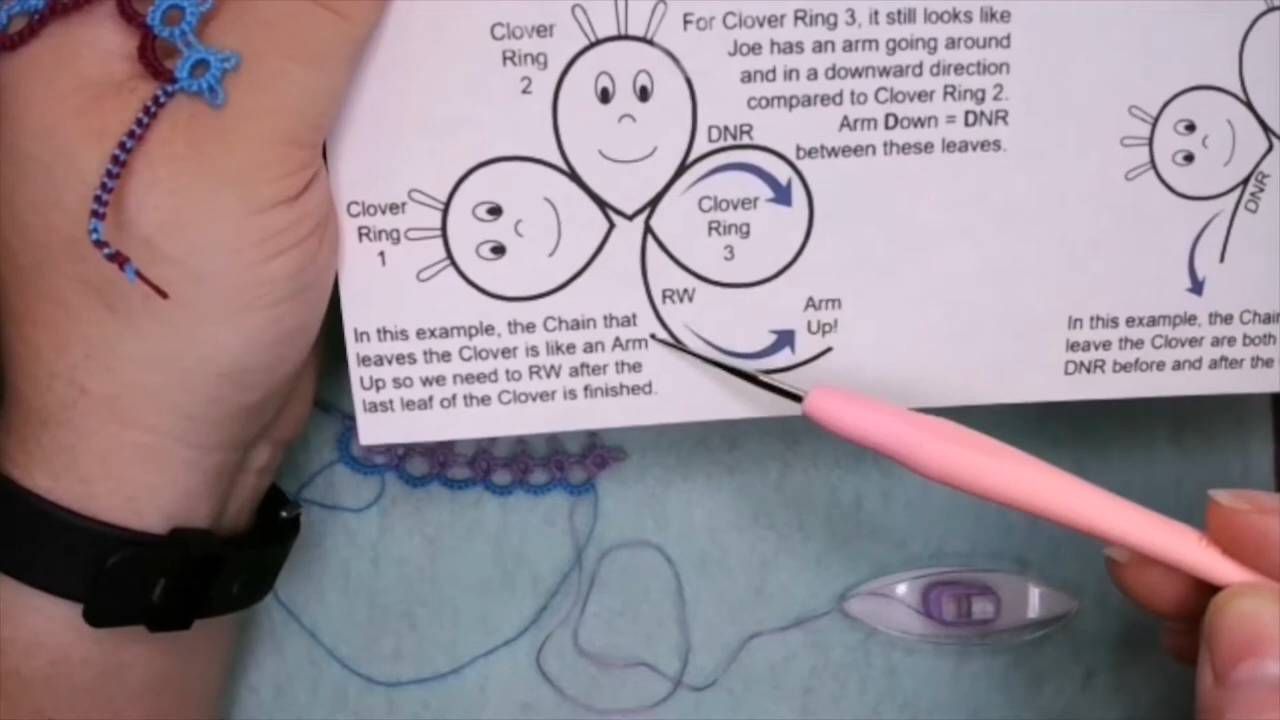 Clover
Ring
2
For Clover Ring 3, it still looks like
Joe has an arm going around
and in a downward direction
compared to Clover Ring 2.
Arm Down = DNR
between these leaves.
DNR
Clover
Ring
1
Clover
Ring
3
RW
Arm
Up!
In this example, the Chain that
leaves the Clover is like an Arm
Up so we need to RW after the
last leaf of the Clover is finished.
DNR
In this example, the Chain
leave the Clover are both
DNR before and after the